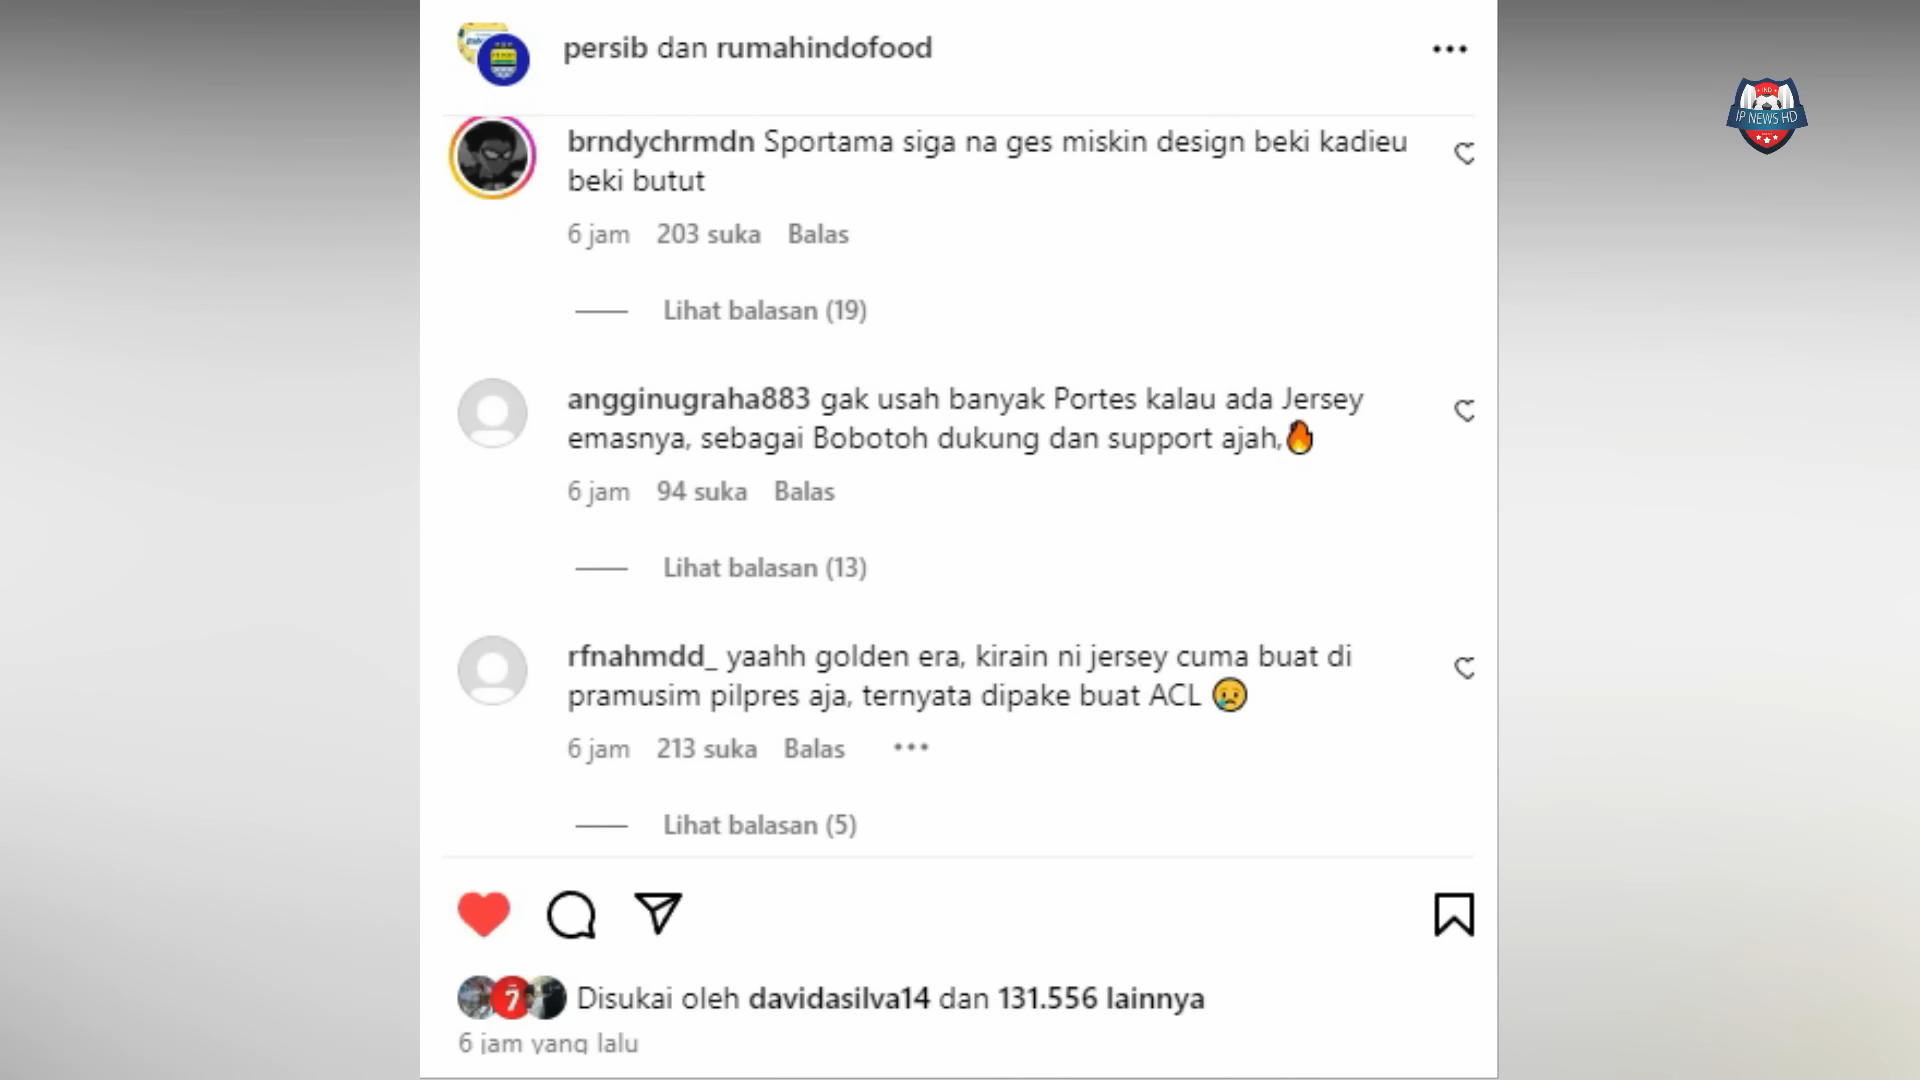 persib dan rumahindofood
IND
IP NEWS HD
brndychrmdn Sportama siga na ges miskin design beki kadieu
beki butut
6 jam 203 suka Balas
Lihat balasan (19)
angginugraha883 gak usah banyak Portes kalau ada Jersey
emasnya, sebagai Bobotoh dukung dan support ajah,🔥
6 jam 94 suka Balas
Lihat balasan (13)
rfnahmdd_ yaahh golden era, kirain ni jersey cuma buat di
pramusim pilpres aja, ternyata dipake buat ACL 😢
6 jam 213 suka Balas
Lihat balasan (5)
Disukai oleh davidasilva14 dan 131.556 lainnya
6 jam yang lalu